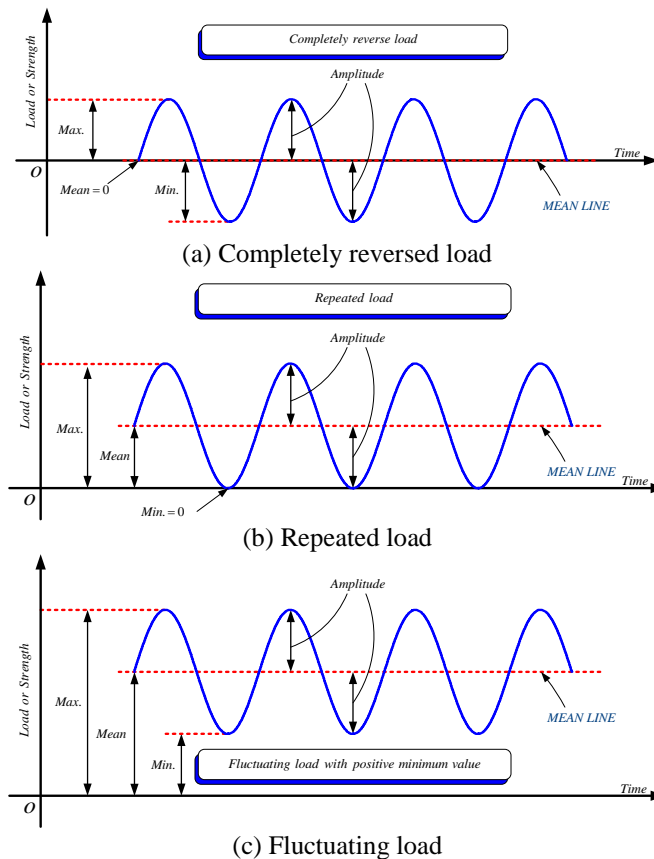 Completely reverse load
Load or Strength
Amplitude
Max.
Time
O
Mean = 0
Min.
MEAN LINE
(a) Completely reversed load
Repeated load
Load or Strength
Amplitude
Max.
Mean
MEAN LINE
Time
O
Min. = 0
(b) Repeated load
Load or Strength
Amplitude
Max.
Mean
MEAN LINE
Min.
Fluctuating load with positive minimum value
Time
O
(c) Fluctuating load